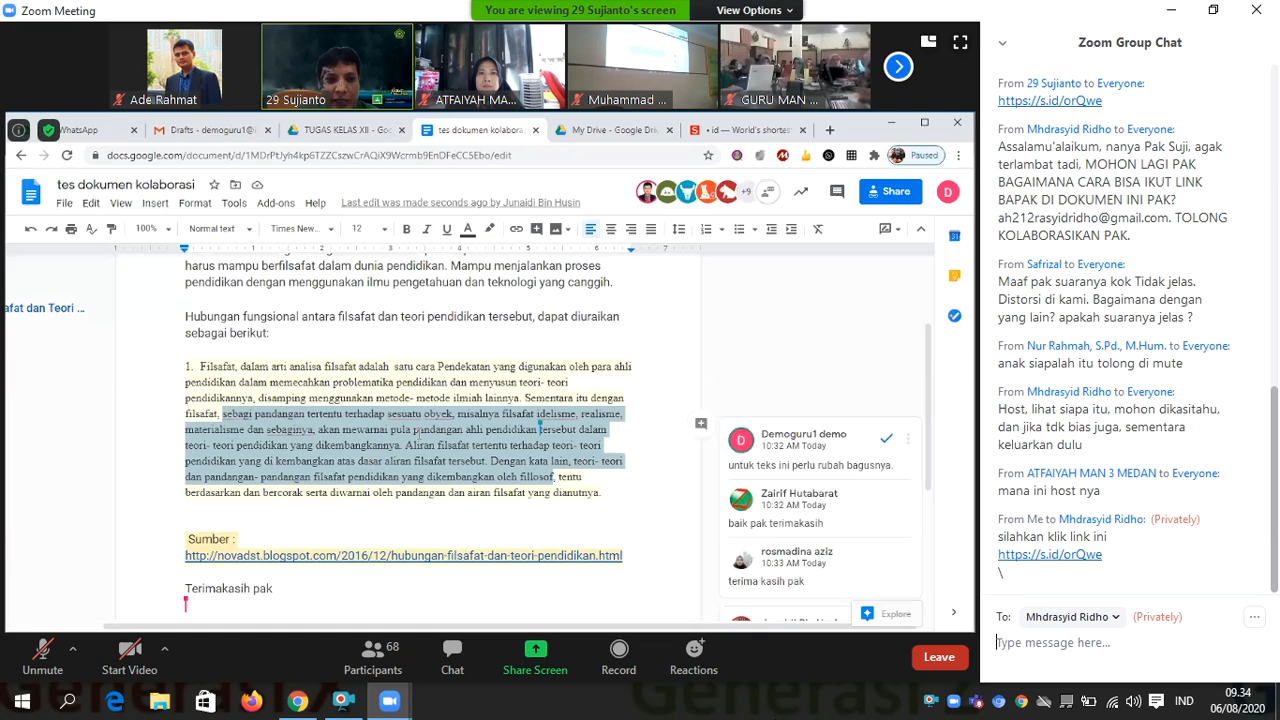 Zoom Meeting
You are viewing 29 Sujianto's screen
View Options
Ade Rahmat
29 Sujianto
ATFAIYAH MA...
Muhammad ...
GURU MAN ...
WhatsApp
Drafts - demoguru1@
TUGAS KELAS XII - Goog
tes dokumen kolabora
My Drive - Google Driv
• id — World's shortes
docs.google.com/document/d/1MDrPtJyh4kp6TZZCszwCrAQiX9Wcrmb9EnDFeCC5Ebo/edit
Paused
tes dokumen kolaborasi
+9
Share
D
File Edit View Insert Format Tools Add-ons Help
Last edit was made seconds ago by Junaidi Bin Husin
100%
Normal text
Times New...
12
B I U A
1 1 2 3 4 5 6 7
harus mampu berfilsafat dalam dunia pendidikan. Mampu menjalankan proses
pendidikan dengan menggunakan ilmu pengetahuan dan teknologi yang canggih.
safat dan Teori ...
Hubungan fungsional antara filsafat dan teori pendidikan tersebut, dapat diuraikan
sebagai berikut:
1. Filsafat, dalam arti analisa filsafat adalah satu cara Pendekatan yang digunakan oleh para ahli
pendidikan dalam memecahkan problematika pendidikan dan menyusun teori- teori
pendidikannya, disamping menggunakan metode- metode ilmiah lainnya. Sementara itu dengan
filsafat, sebagi pandangan tertentu terhadap sesuatu obyek, misalnya filsafat idelisme, realisme,
materialisme dan sebaginya, akan mewarnai pula pandangan ahli pendidikan tersebut dalam
teori- teori pendidikan yang dikembangkannya. Aliran filsafat tertentu terhadap teori- teori
pendidikan yang di kembangkan atas dasar aliran filsafat tersebut. Dengan kata lain, teori- teori
dan pandangan- pandangan filsafat pendidikan yang dikembangkan oleh fillosof, tentu
berdasarkan dan bercorak serta diwarnai oleh pandangan dan airan filsafat yang dianutnya.
Sumber :
http://novadst.blogspot.com/2016/12/hubungan-filsafat-dan-teori-pendidikan.html
Terimakasih pak
D
Demoguru1 demo
10:32 AM Today
untuk teks ini perlu rubah bagusnya.
Zairif Hutabarat
10:32 AM Today
baik pak terimakasih
rosmadina aziz
10:33 AM Today
terima kasih pak
Explore
Unmute
Start Video
68
Participants
Chat
Share Screen
Record
Reactions
Leave
Zoom Group Chat
From 29 Sujianto to Everyone:
https://s.id/orQwe
From Mhdrasyid Ridho to Everyone:
Assalamu'alaikum, nanya Pak Suji, agak
terlambat tadi, MOHON LAGI PAK
BAGAIMANA CARA BISA IKUT LINK
BAPAK DI DOKUMEN INI PAK?
ah212rasyidridho@gmail.com. TOLONG
KOLABORASIKAN PAK.
From Safrizal to Everyone:
Maaf pak suaranya kok Tidak jelas.
Distorsi di kami. Bagaimana dengan
yang lain? apakah suaranya jelas ?
From Nur Rahmah, S.Pd., M.Hum. to Everyone:
anak siapalah itu tolong di mute
From Mhdrasyid Ridho to Everyone:
Host, lihat siapa itu, mohon dikasitahu,
dan jika tdk bias juga, sementara
keluarkan dulu
From ATFAIYAH MAN 3 MEDAN to Everyone:
mana ini host nya
From Me to Mhdrasyid Ridho: (Privately)
silahkan klik link ini
https://s.id/orQwe
\
To: Mhdrasyid Ridho (Privately)
Type message here...
IND
09.34
06/08/2020